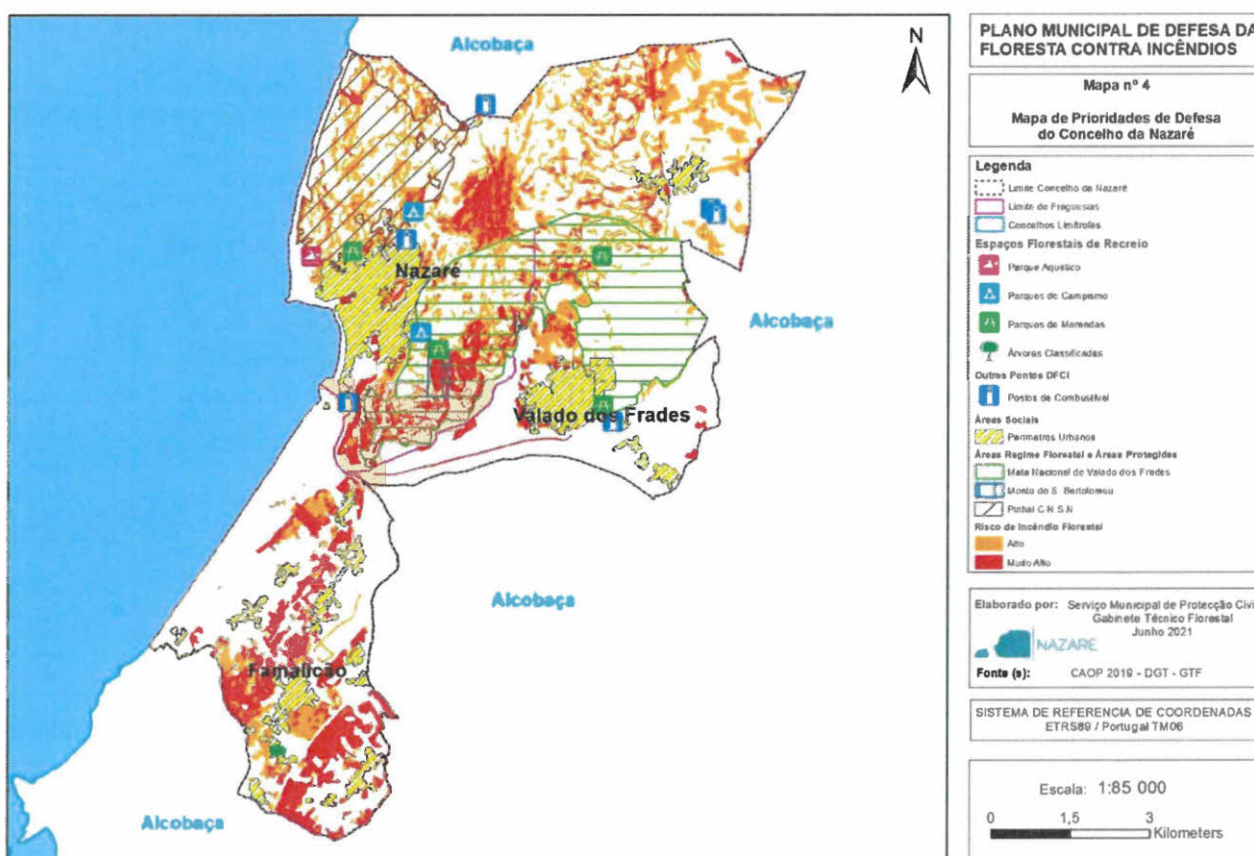 Alcobaça
N
Nazaré
Alcobaça
Valado dos Frades
Alcobaça
Famalicão
Alcobaça
PLANO MUNICIPAL DE DEFESA DA
FLORESTA CONTRA INCÊNDIOS
Mapa nº 4
Mapa de Prioridades de Defesa
do Concelho da Nazaré
Legenda
Limite Concelho da Nazaré
Limite de Freguesias
Concelhos Limítrofes
Espaços Florestais de Recreio
Parque Aquático
Parques de Campismo
Parques de Merendas
Árvores Classificadas
Outros Pontos DFCI
Postos de Combustível
Áreas Sociais
Perímetros Urbanos
Áreas Regime Florestal e Áreas Protegidas
Mata Nacional de Valado dos Frades
Monte de S. Bartolomeu
Pinhal C.N.S.N
Risco de Incêndio Florestal
Alto
Muito Alto
Elaborado por: Serviço Municipal de Protecção Civi
Gabinete Técnico Florestal
Junho 2021
NAZARÉ
Fonte (s): CAOP 2019 - DGT - GTF
SISTEMA DE REFERENCIA DE COORDENADAS
ETRS89 / Portugal TM06
Escala: 1:85 000
0 1,5 3
Kilometers